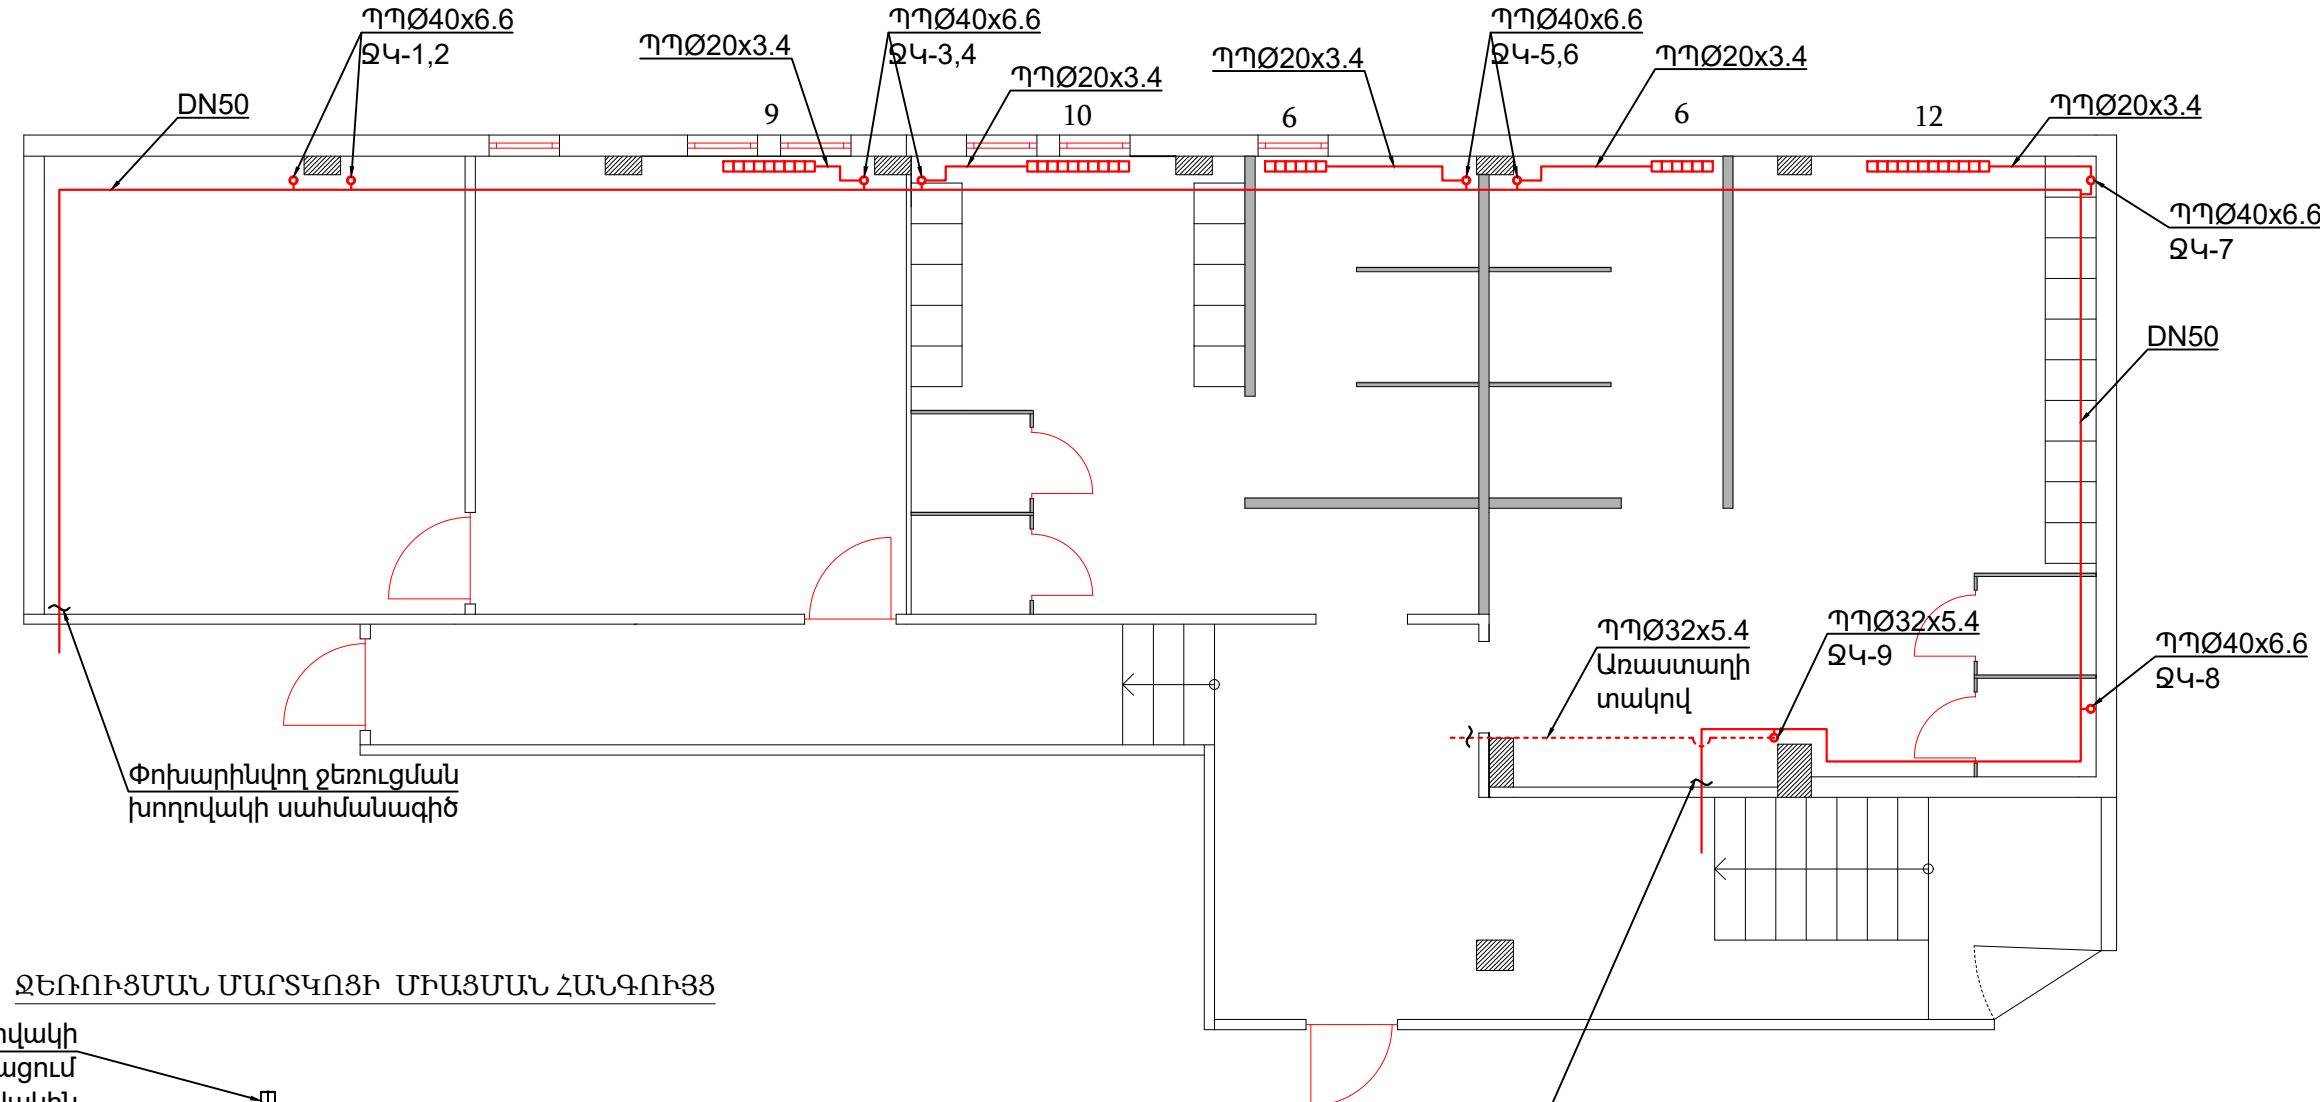 ՊՊØ40x6.6
ՋԿ-1,2
ՊՊØ20x3.4
ՊՊØ40x6.6
ՋԿ-3,4
ՊՊØ20x3.4
ՊՊØ20x3.4
ՊՊØ40x6.6
ՋԿ-5,6
ՊՊØ20x3.4
ՊՊØ20x3.4
DN50
9
10
6
6
12
ՊՊØ40x6.6
ՋԿ-7
DN50
ՊՊØ32x5.4
Առաստաղի
տակով
ՊՊØ32x5.4
ՋԿ-9
ՊՊØ40x6.6
ՋԿ-8
Փոխարինվող ջեռուցման
խողովակի սահմանագիծ
ՋԵՌՈՒՑՄԱՆ ՄԱՐՏԿՈՑԻ ՄԻԱՑՄԱՆ ՀԱՆԳՈՒՅՑ